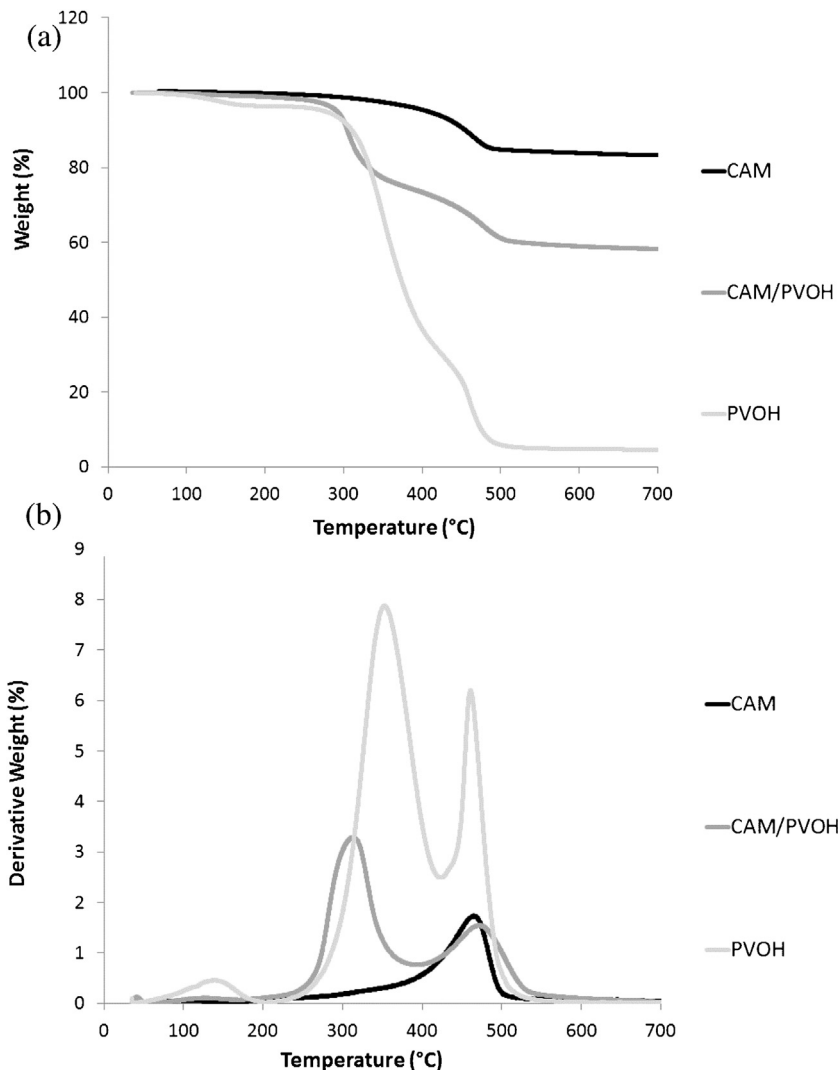 (a)
120
100
80
60
40
20
0
Weight (%)
0 100 200 300 400 500 600 700
Temperature (°C)
CAM
CAM/PVOH
PVOH
(b)
9
8
7
6
5
4
3
2
1
0
Derivative Weight (%)
0 100 200 300 400 500 600 700
Temperature (°C)
CAM
CAM/PVOH
PVOH